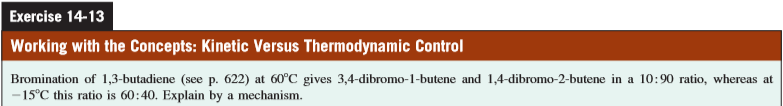 Exercise 14-13
Working with the Concepts: Kinetic Versus Thermodynamic Control
Bromination of 1,3-butadiene (see p. 622) at 60°C gives 3,4-dibromo-1-butene and 1,4-dibromo-2-butene in a 10:90 ratio, whereas at
−15°C this ratio is 60:40. Explain by a mechanism.